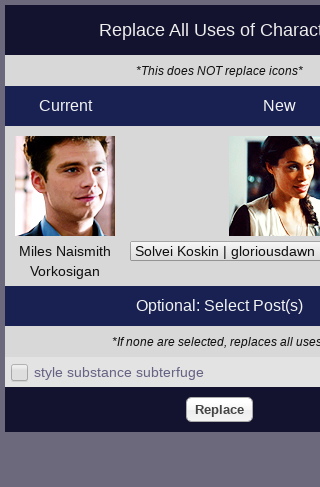 Replace All Uses of Charact
*This does NOT replace icons*
Current New
Miles Naismith
Vorkosigan
Solvei Koskin | gloriousdawn
Optional: Select Post(s)
*If none are selected, replaces all uses
style substance subterfuge
Replace